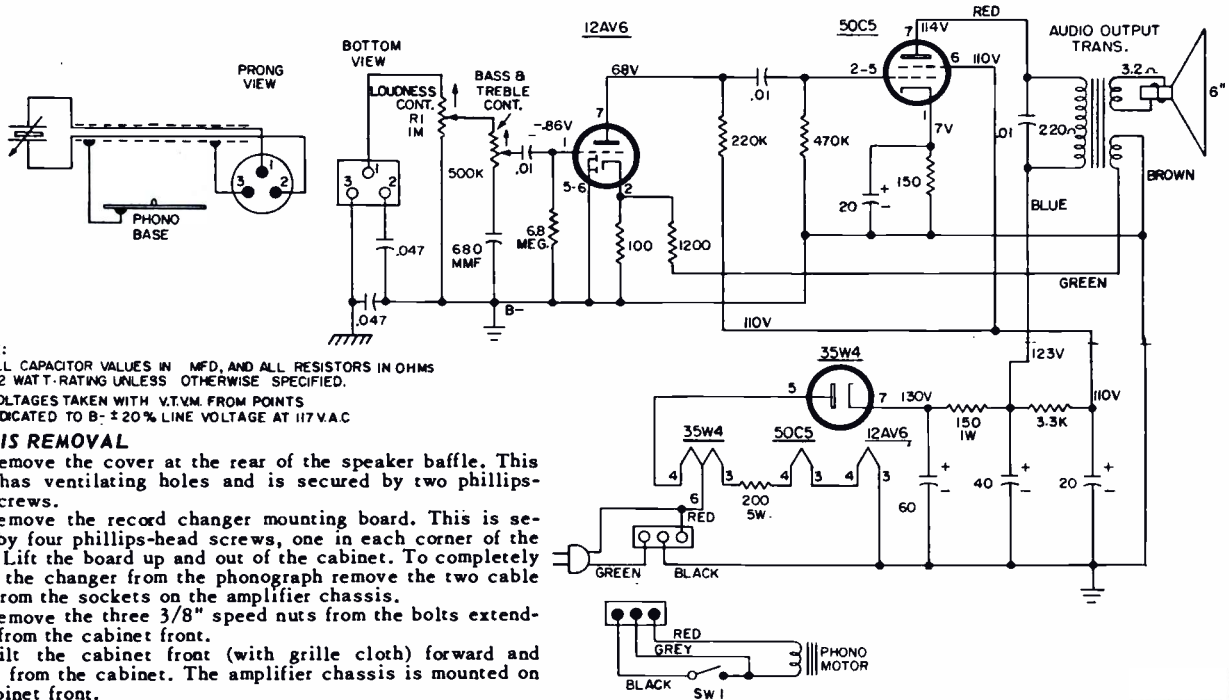 12AV6
50C5
RED
BOTTOM
VIEW
PRONG
VIEW
LOUDNESS
CONT.
R1
1M
BASS &
TREBLE
CONT.
68V
7
114V
7
6
110V
AUDIO OUTPUT
TRANS.
3.2Ω
6"
2-5
.01
-.86V
7V
.01
220Ω
1
3
2
PHONO
BASE
3
1
2
.047
.047
500K
.01
1
5-6
2
220K
470K
1
20
+
-
150
BROWN
BLUE
680
MMF
6.8
MEG.
100
1200
GREEN
B-
110V
123V
:
LL CAPACITOR VALUES IN MFD, AND ALL RESISTORS IN OHMS
2 WATT-RATING UNLESS OTHERWISE SPECIFIED.
OLTAGES TAKEN WITH V.T.V.M. FROM POINTS
DICATED TO B- ±20% LINE VOLTAGE AT 117 V.A.C
35W4
5
7
130V
150
1W
3.3K
110V
IS REMOVAL
emove the cover at the rear of the speaker baffle. This
has ventilating holes and is secured by two phillips-
crews.
emove the record changer mounting board. This is se-
by four phillips-head screws, one in each corner of the
Lift the board up and out of the cabinet. To completely
the changer from the phonograph remove the two cable
rom the sockets on the amplifier chassis.
emove the three 3/8" speed nuts from the bolts extend-
from the cabinet front.
ilt the cabinet front (with grille cloth) forward and
from the cabinet. The amplifier chassis is mounted on
binet front.
35W4
50C5
12AV6
4
3
4
3
4
3
6
200
5W.
60
+
-
40
+
-
20
+
-
RED
GREEN
BLACK
RED
GREY
BLACK
SW 1
PHONO
MOTOR